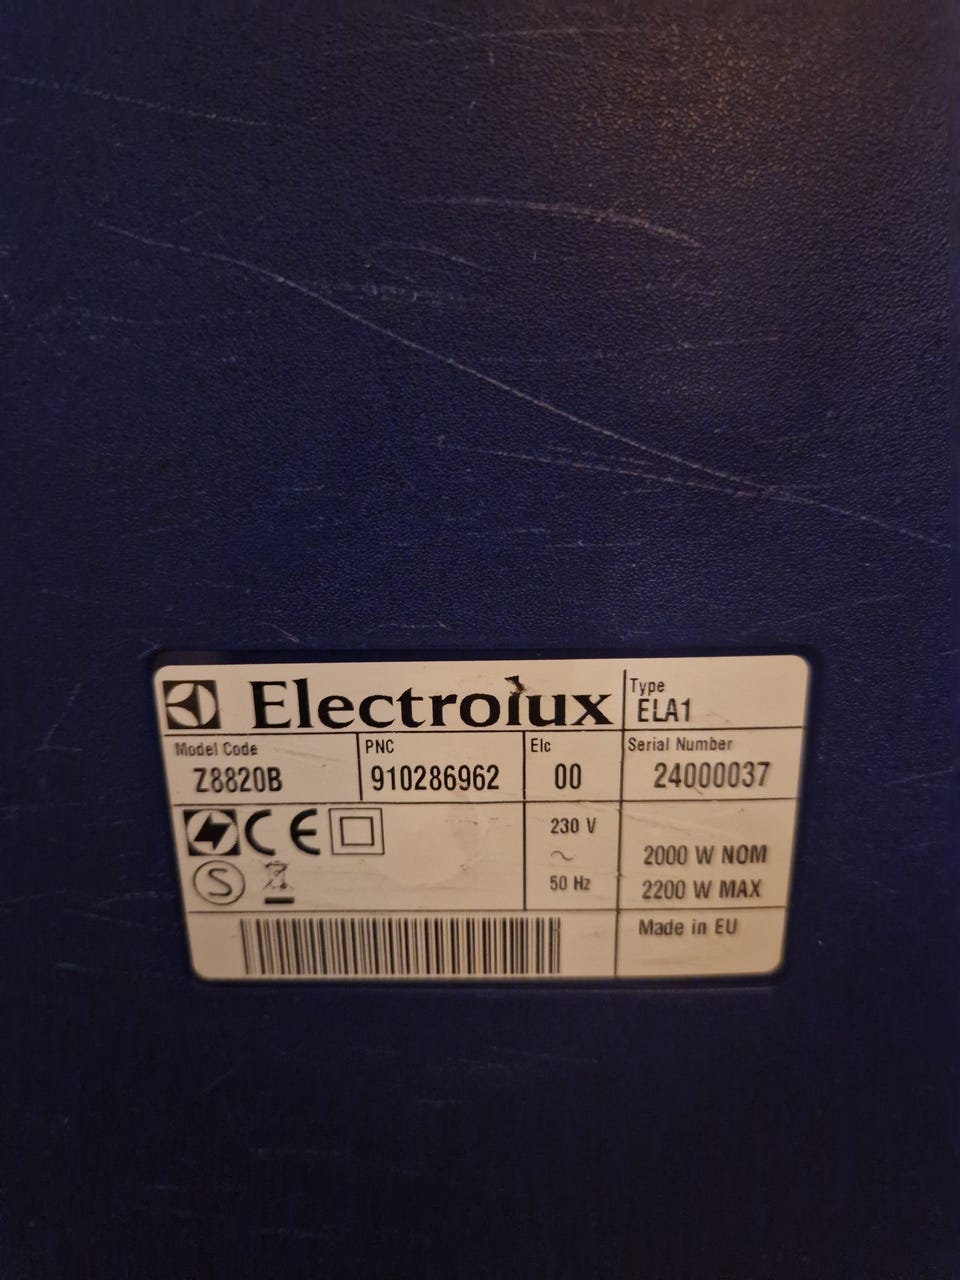 Electrolux
Type
ELA1
Model Code
Z8820B
PNC
910286962
Elc
00
Serial Number
24000037
CE
S
230 V
~
50 Hz
2000 W NOM
2200 W MAX
Made in EU